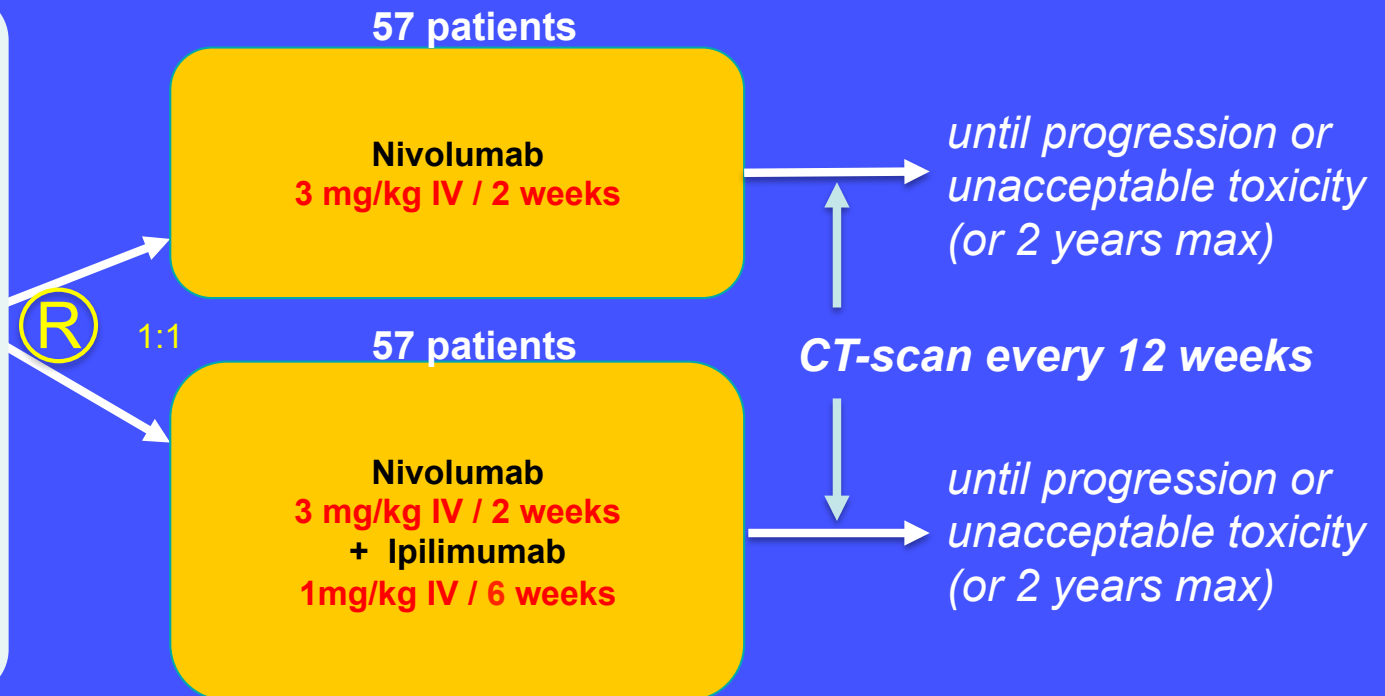 57 patients
Nivolumab
3 mg/kg IV / 2 weeks
until progression or
unacceptable toxicity
(or 2 years max)
R 1:1
57 patients
CT-scan every 12 weeks
Nivolumab
3 mg/kg IV / 2 weeks
+ Ipilimumab
1mg/kg IV / 6 weeks
until progression or
unacceptable toxicity
(or 2 years max)